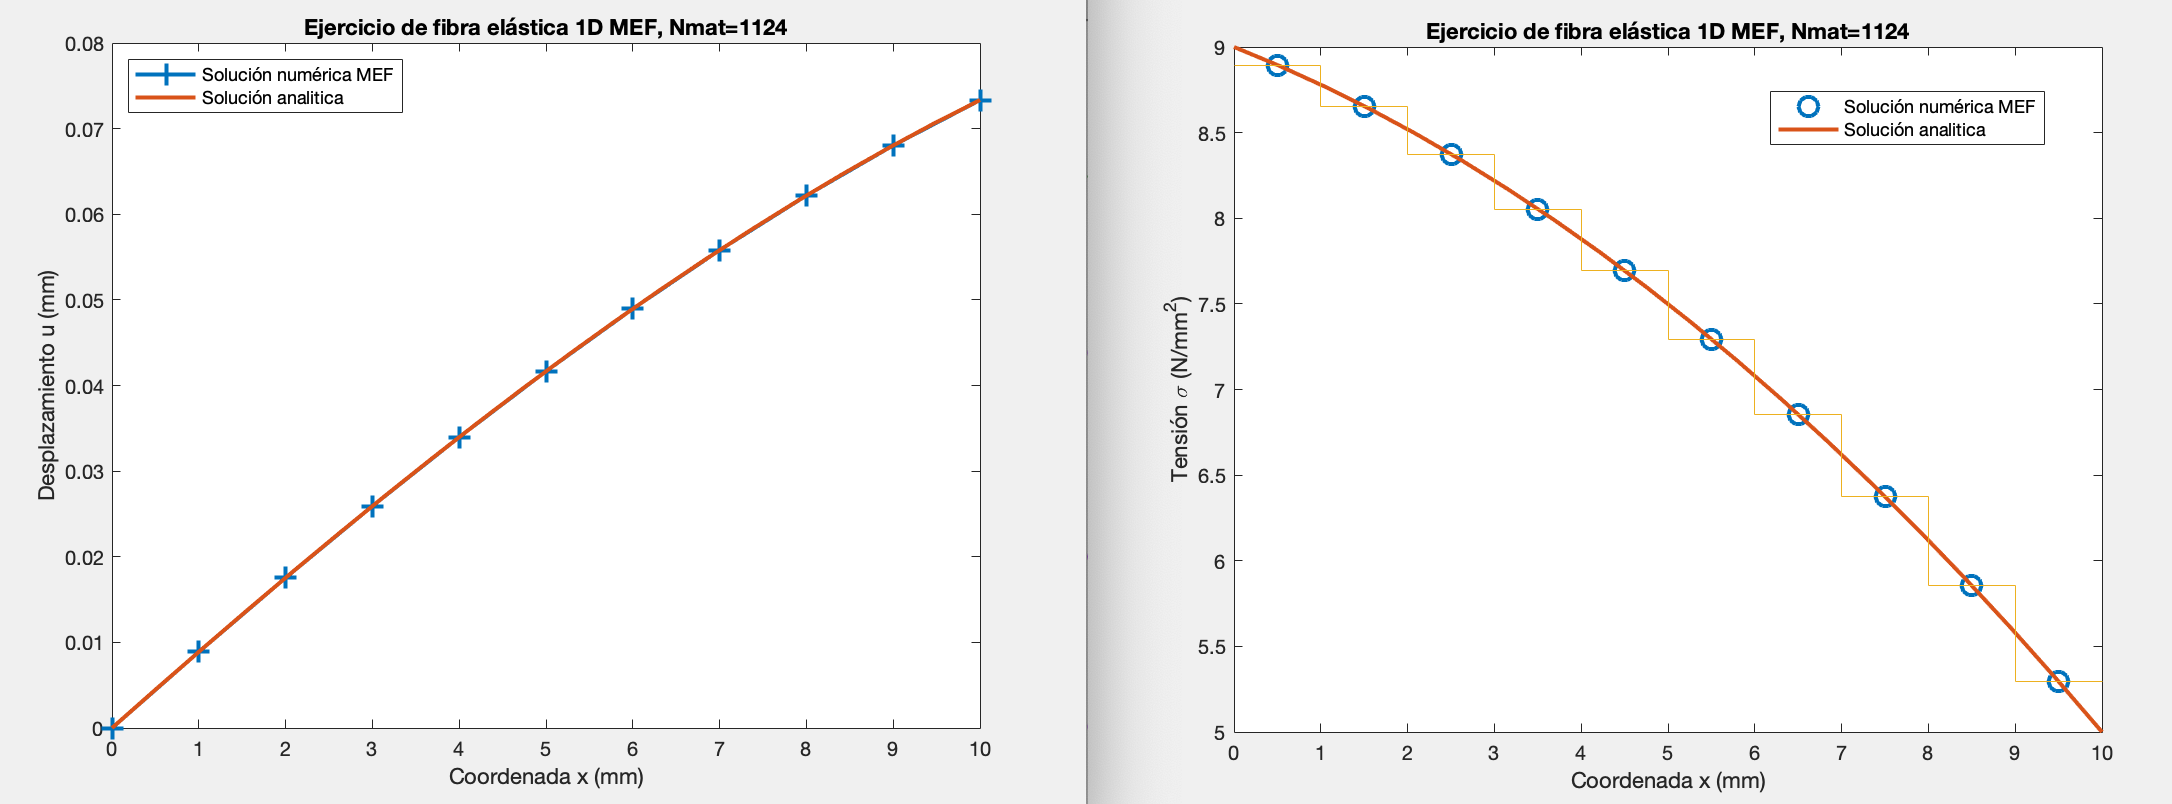 Ejercicio de fibra elástica 1D MEF, Nmat=1124
Solución numérica MEF
Solución analitica
0.08
0.07
0.06
0.05
0.04
0.03
0.02
0.01
0
Desplazamiento u (mm)
0 1 2 3 4 5 6 7 8 9 10
Coordenada x (mm)
Ejercicio de fibra elástica 1D MEF, Nmat=1124
Solución numérica MEF
Solución analitica
9
8.5
8
7.5
7
6.5
6
5.5
5
Tensión σ (N/mm²)
0 1 2 3 4 5 6 7 8 9 10
Coordenada x (mm)